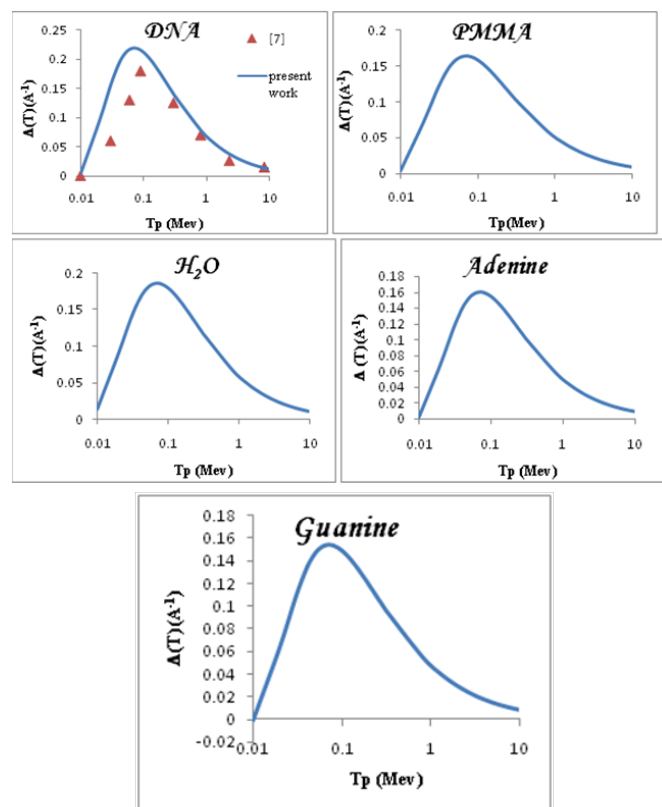 DNA
Δ(T)(A⁻¹)
0.25
0.2
0.15
0.1
0.05
0
0.01 0.1 1 10
Tp (Mev)
[7]
present
work
PMMA
Δ(T)(A⁻¹)
0.2
0.15
0.1
0.05
0
0.01 0.1 1 10
Tp(Mev)
H₂O
Δ(T)(A⁻¹)
0.2
0.15
0.1
0.05
0
0.01 0.1 1 10
Tp (Mev)
Adenine
Δ (T)(A⁻¹)
0.18
0.16
0.14
0.12
0.1
0.08
0.06
0.04
0.02
0
0.01 0.1 1 10
Tp (Mev)
Guanine
Δ(T)(A⁻¹)
0.18
0.16
0.14
0.12
0.1
0.08
0.06
0.04
0.02
0
-0.02
0.01 0.1 1 10
Tp (Mev)